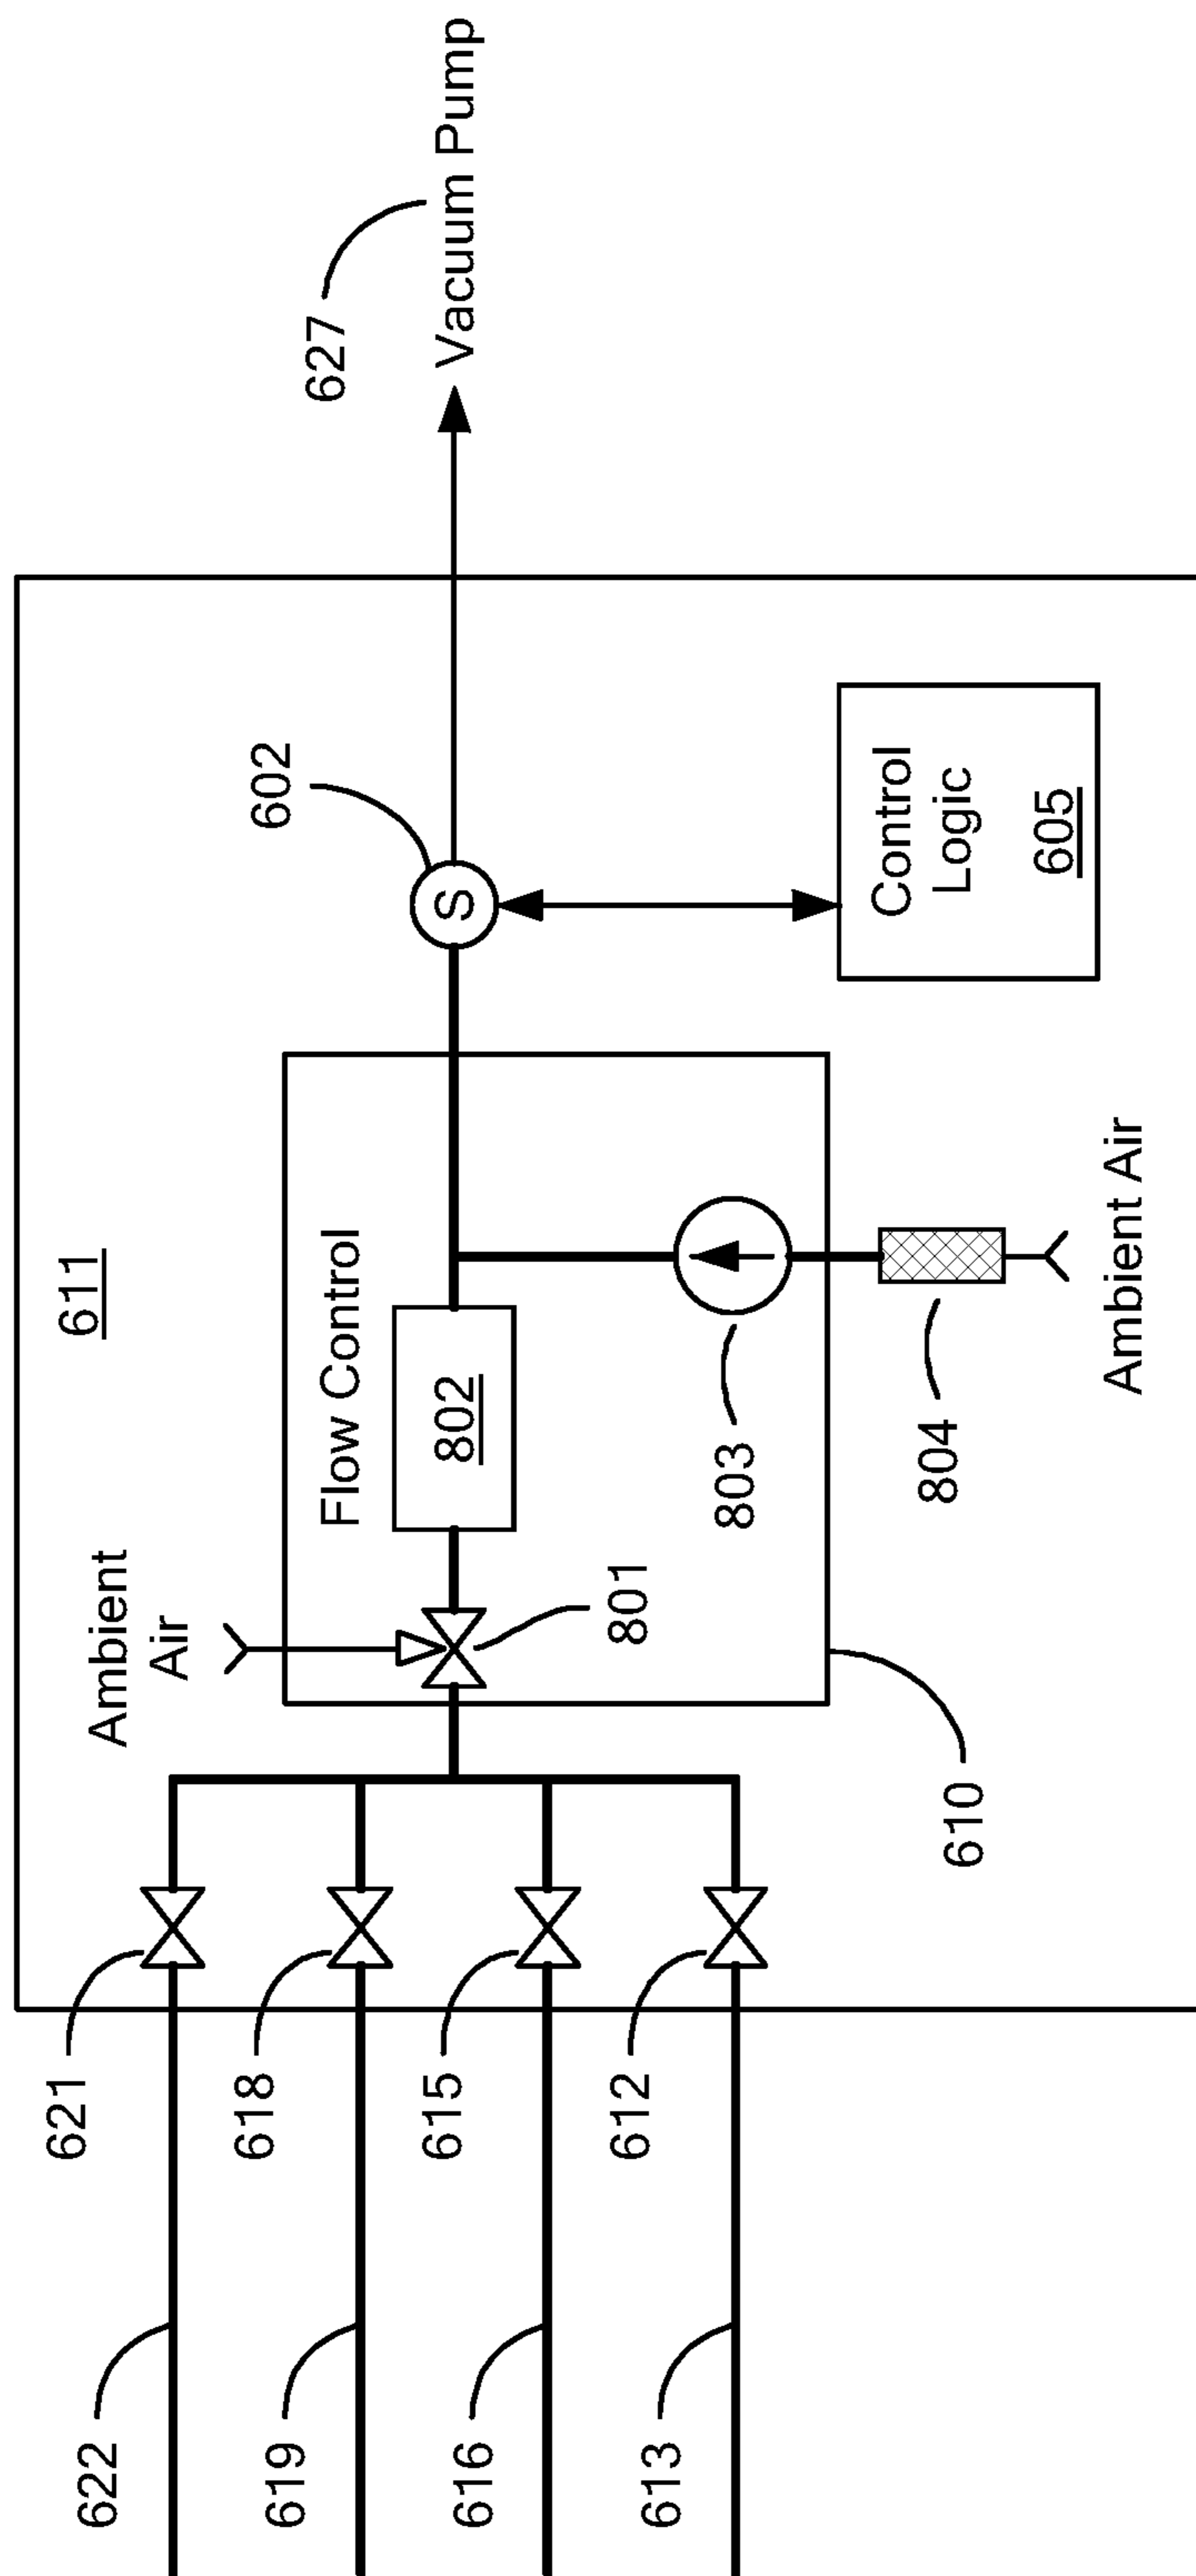 611
Ambient
Air
Flow Control
802
801
803
804
Ambient Air
610
602
S
Control
Logic
605
627
Vacuum Pump
621
618
615
612
622
619
616
613